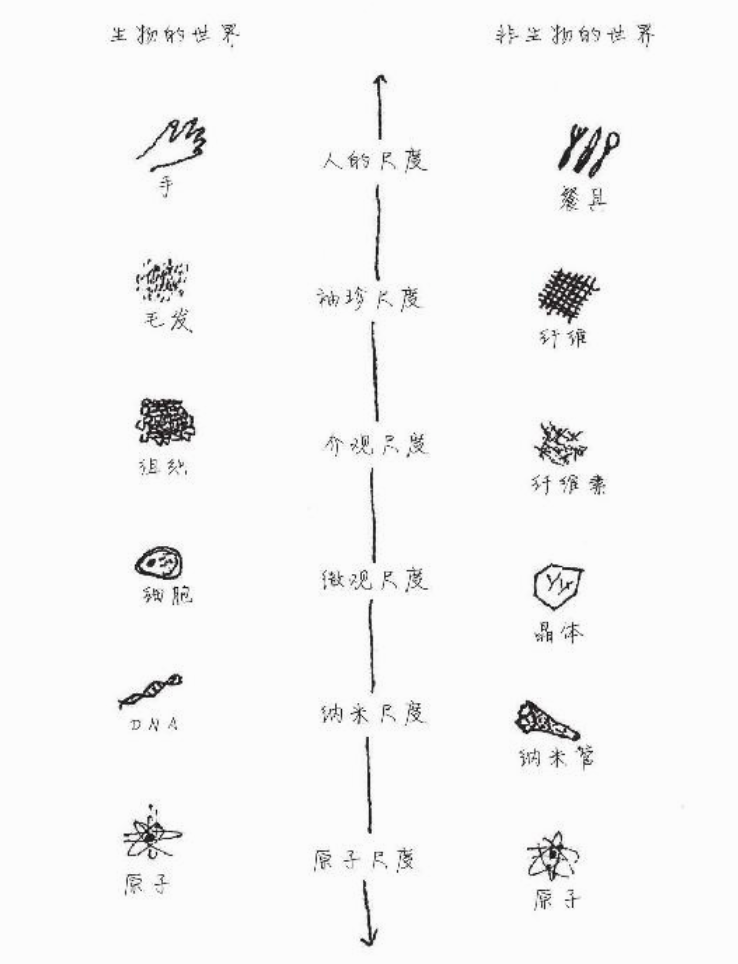 生物的世界
非生物的世界
手
人的尺度
餐具
毛发
袖珍尺度
纤维
组织
介观尺度
纤维素
细胞
微观尺度
晶体
DNA
纳米尺度
纳米管
原子
原子尺度
原子